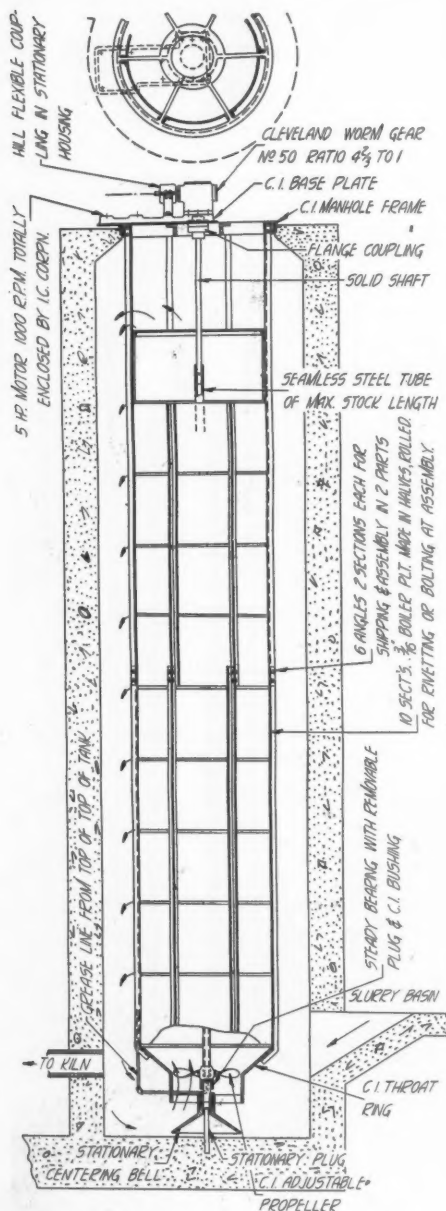 HILL FLEXIBLE COUP-
LING IN STATIONARY
HOUSING
CLEVELAND WORM GEAR
No 50 RATIO 4⅔ TO 1
C.I. BASE PLATE
C.I. MANHOLE FRAME
FLANGE COUPLING
SOLID SHAFT
5 HP. MOTOR 1000 R.P.M. TOTALLY
ENCLOSED BY I.C. CORPN.
SEAMLESS STEEL TUBE
OF MAX. STOCK LENGTH
6 ANGLES 2 SECTIONS EACH FOR
SHIPPING & ASSEMBLY IN 2 PARTS
10 SECT'S. 3/16" BOILER PLT. MADE IN HALVES, ROLLED
FOR RIVETTING OR BOLTING AT ASSEMBLY.
GREASE LINE FROM TOP OF TOP OF TANK
STEADY BEARING WITH REMOVABLE
PLUG & C.I. BUSHING
SLURRY BASIN
TO KILN
C.I. THROAT
RING
STATIONARY
CENTERING BELL
STATIONARY PLUG
C.I. ADJUSTABLE
PROPELLER